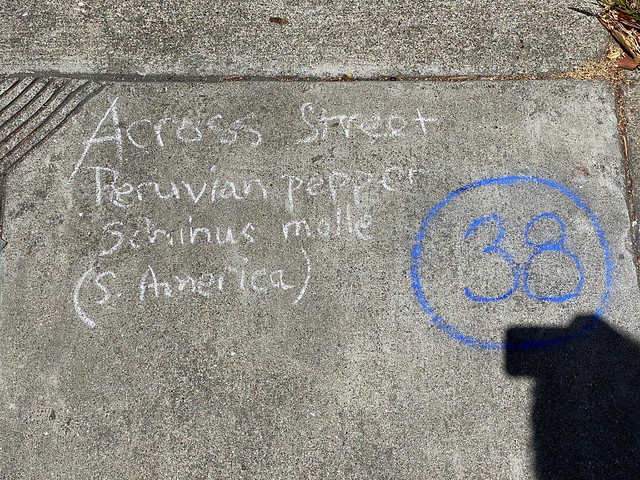 Across Street
Peruvian pepper
Schinus molle
(S. America)
38